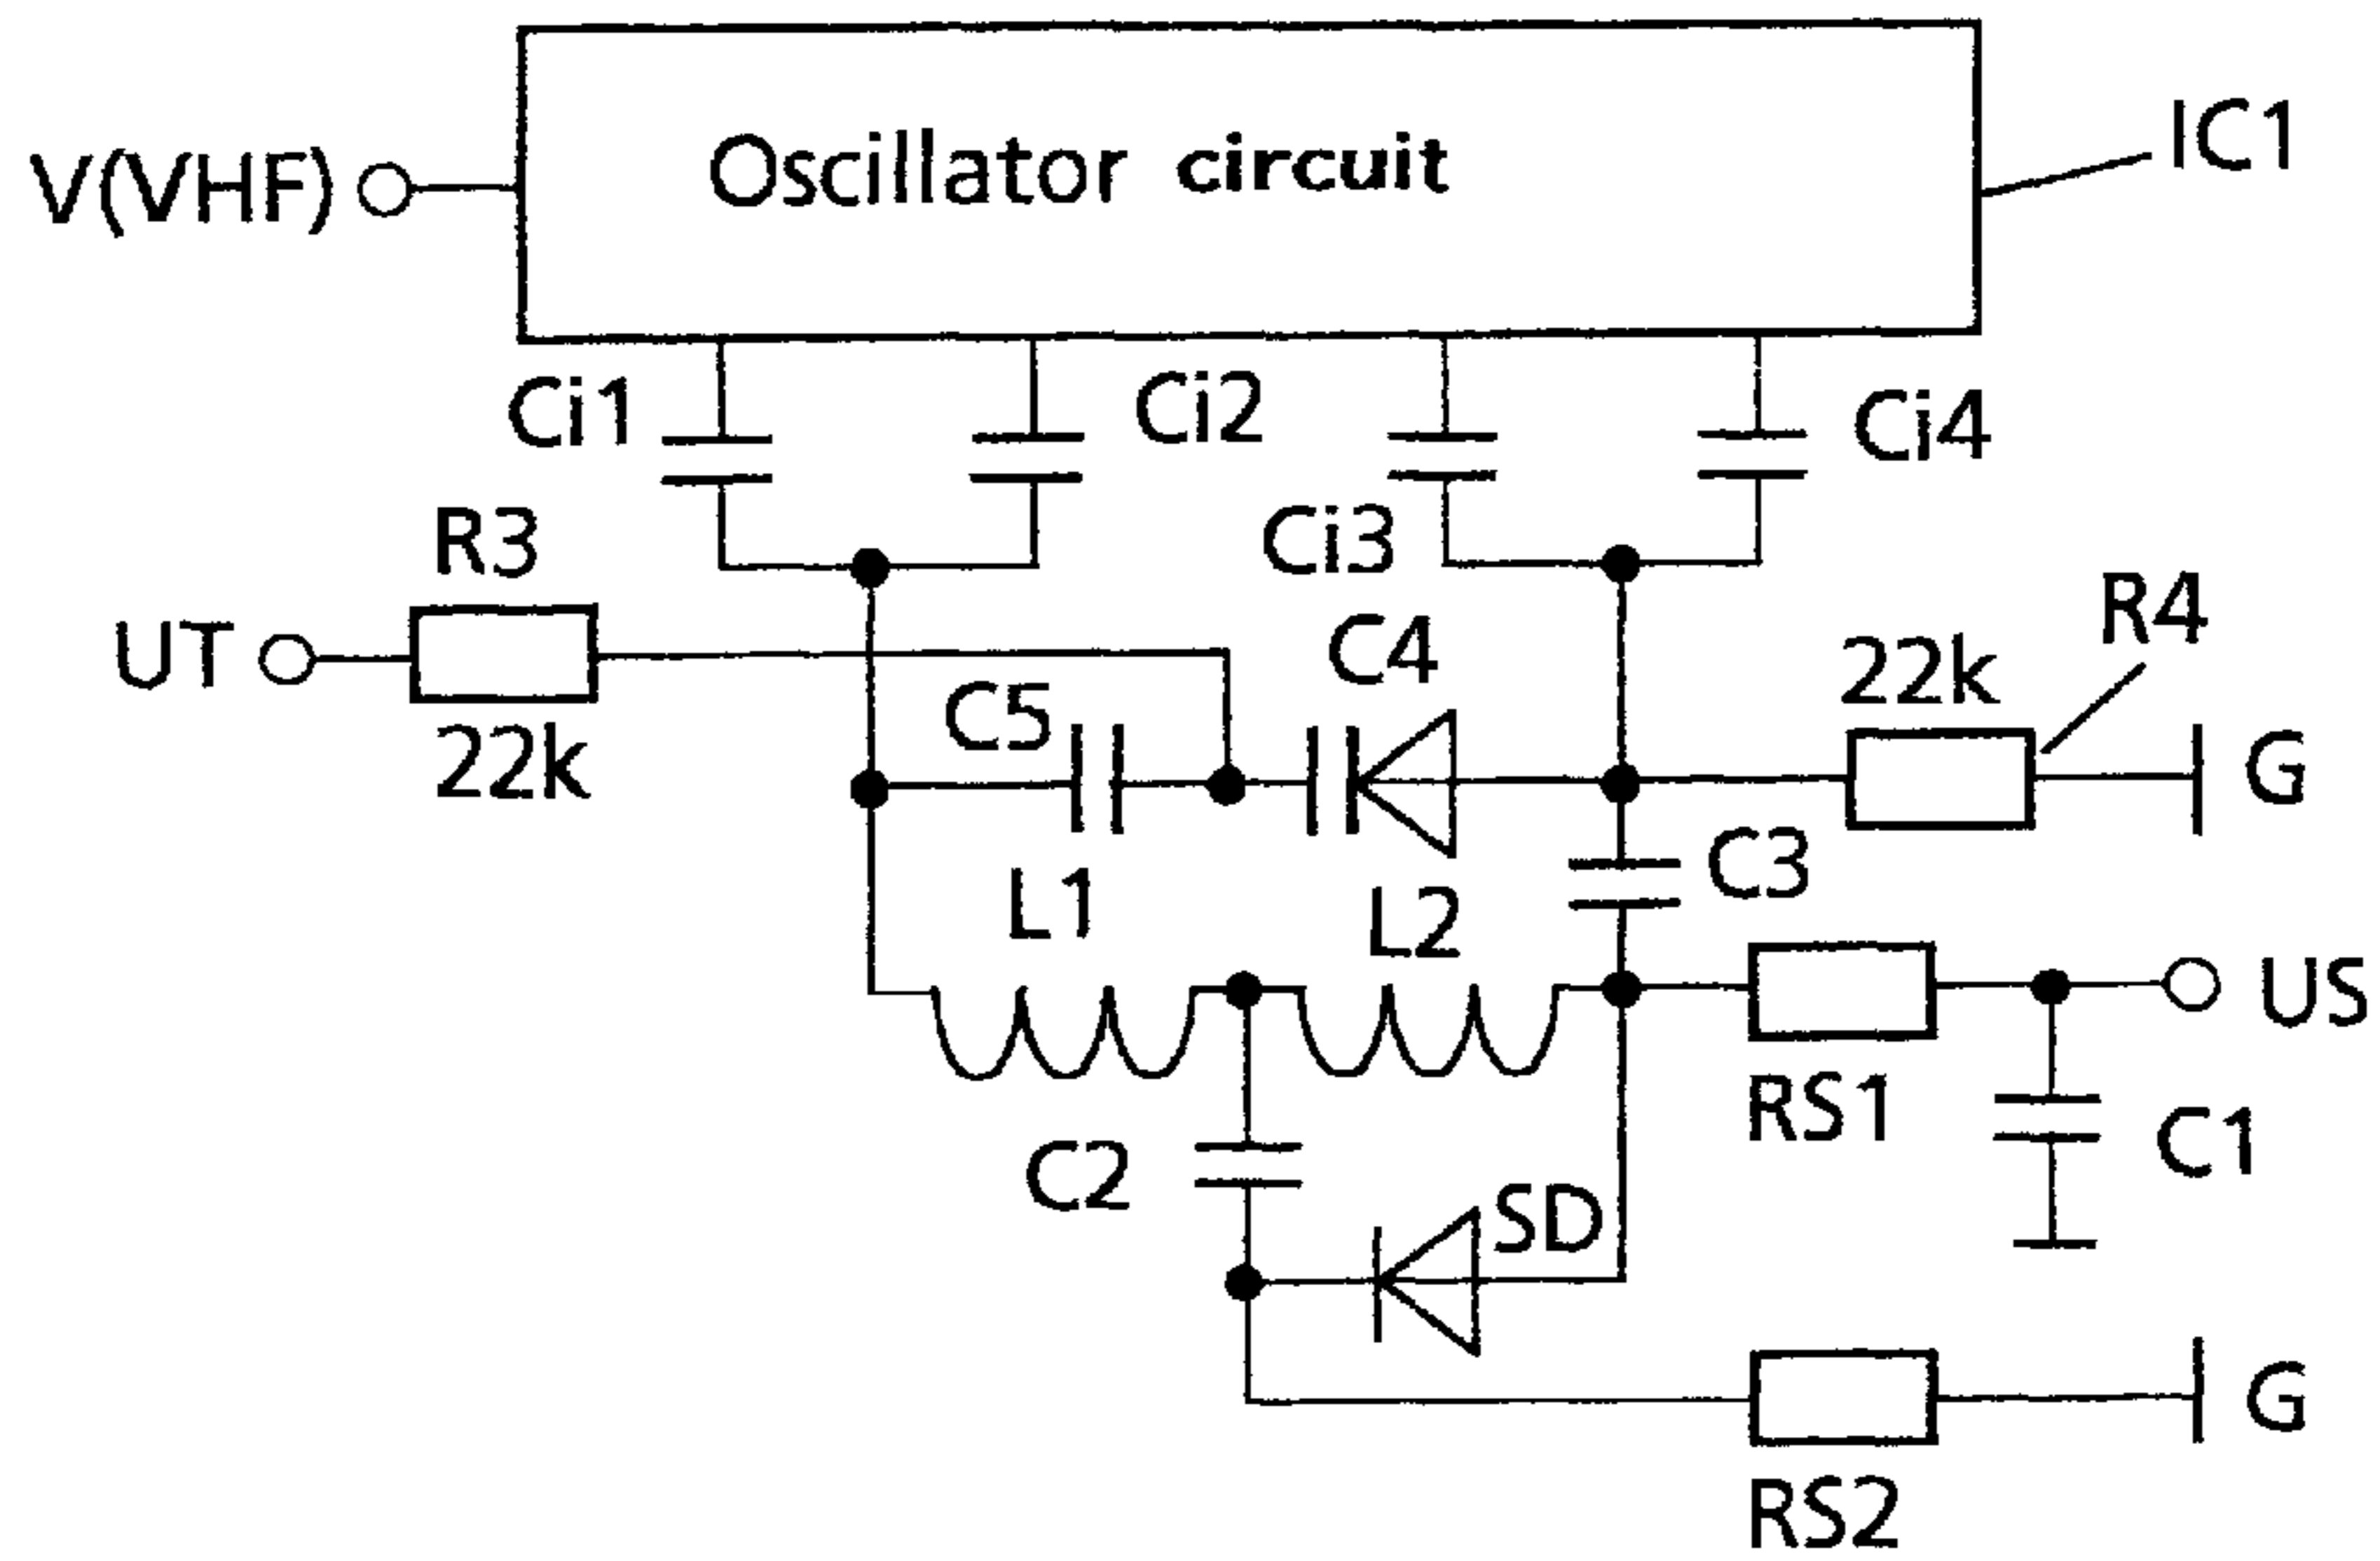 Oscillator circuit
IC1
V(VHF)
Ci1
Ci2
Ci4
R3
Ci3
UT
C4
R4
22k
C5
22k
G
C3
L1
L2
US
RS1
C1
C2
SD
G
RS2